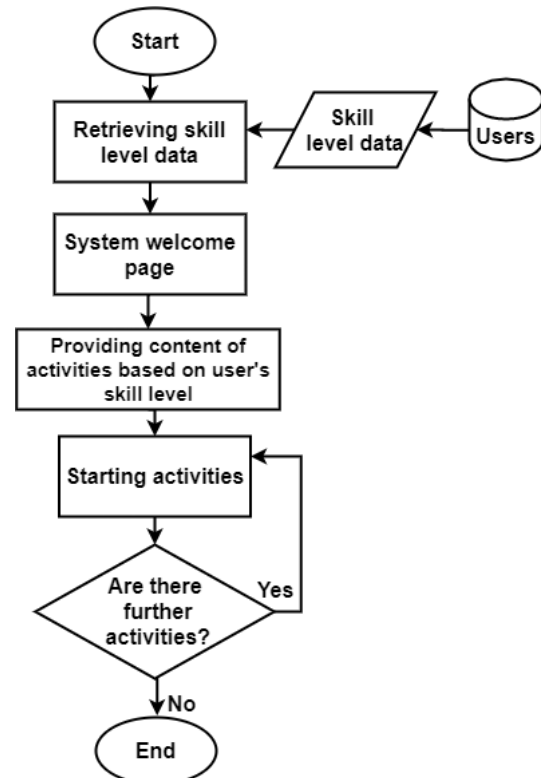 Start
Retrieving skill
level data
Skill
level data
Users
System welcome
page
Providing content of
activities based on user's
skill level
Starting activities
Are there
further
activities?
Yes
No
End